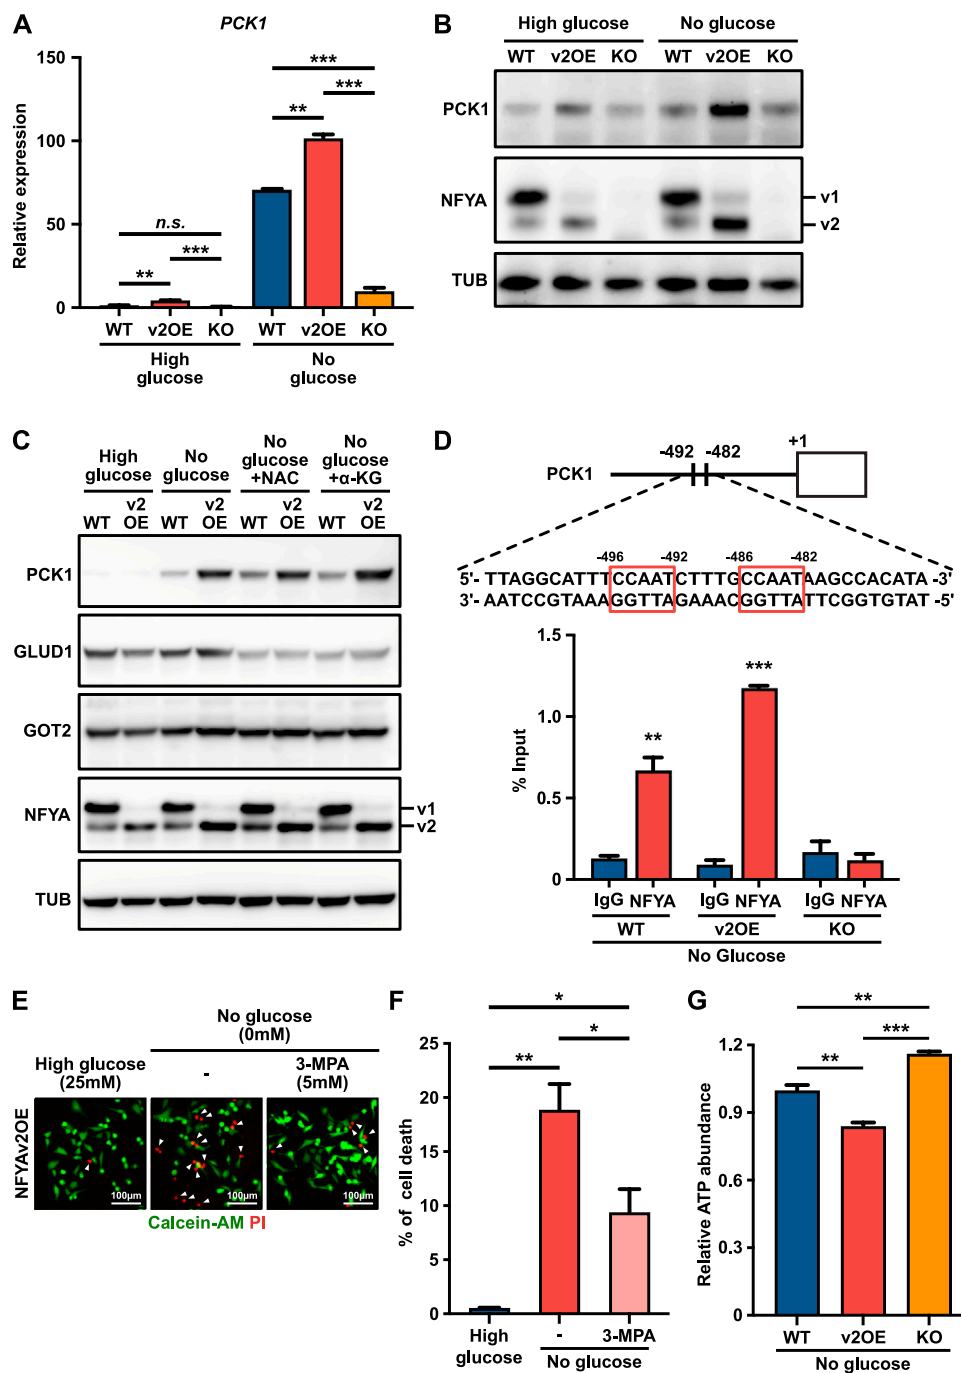 A
PCK1
Relative expression
150
100
50
0
***
** ***
n.s.
** ***
WT v2OE KO WT v2OE KO
High glucose
No glucose
B
High glucose No glucose
WT v2OE KO WT v2OE KO
PCK1
NFYA
v1
v2
TUB
C
High glucose
No glucose
No glucose +NAC
No glucose +α-KG
WT v2 OE WT v2 OE WT v2 OE WT v2 OE
PCK1
GLUD1
GOT2
NFYA
v1
v2
TUB
D
-492 -482 +1
PCK1
-496 -492 -486 -482
5'- TTAGGCATTTCCAATCTTTGCCAATAAGCCACATA -3'
3'- AATCCGTAAAGGTTAGAAACGGTTATTCGGTGTAT -5'
% Input
1.5
1.0
0.5
0
** ***
IgG NFYA IgG NFYA IgG NFYA
WT v2OE KO
No Glucose
E
No glucose
(0mM)
High glucose
(25mM)
-
3-MPA
(5mM)
NFYAv2OE
100µm 100µm 100µm
Calcein-AM PI
F
% of cell death
25
20
15
10
5
0
*
** *
High glucose
- 3-MPA
No glucose
G
Relative ATP abundance
1.2
0.9
0.6
0.3
0
**
** ***
WT v2OE KO
No glucose